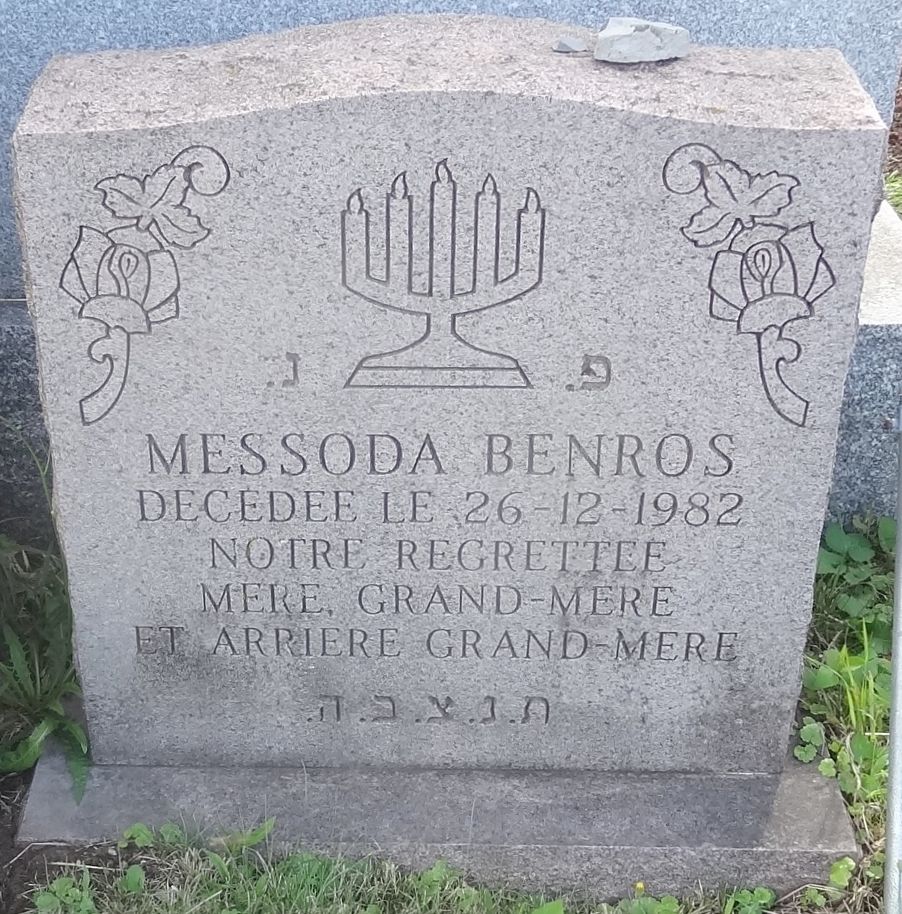 פ. נ.
MESSODA BENROS
DECEDEE LE 26-12-1982
NOTRE REGRETTEE
MERE, GRAND-MERE
ET ARRIERE GRAND-MERE
ת.נ.צ.ב.ה.